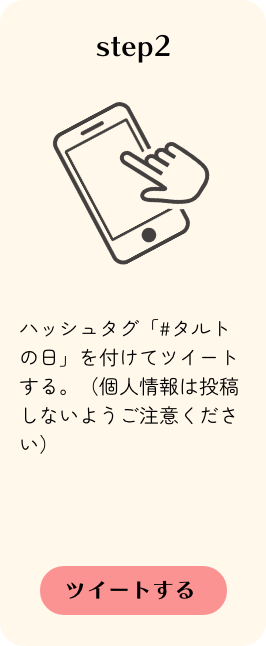 step2
ハッシュタグ「#タルト
の日」を付けてツイート
する。（個人情報は投稿
しないようご注意くださ
い）
ツイートする